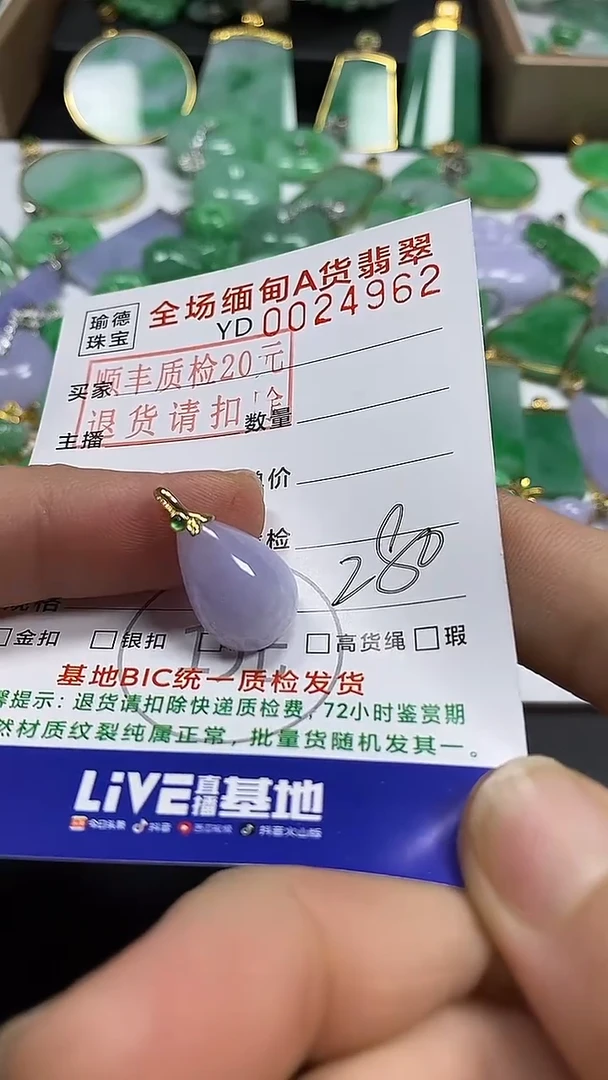 瑜德
珠宝
全场缅甸A货翡翠
YD 0024962
顺丰质检20元
退货请扣
买家
主播
数量
价
检
280
金扣 银扣 高货绳 瑕
基地BIC统一质检发货
提示：退货请扣除快递质检费，72小时鉴赏期
然材质纹裂纯属正常，批量货随机发其一。
LiVE直播基地
今日头条 抖音 西瓜视频 抖音火山版